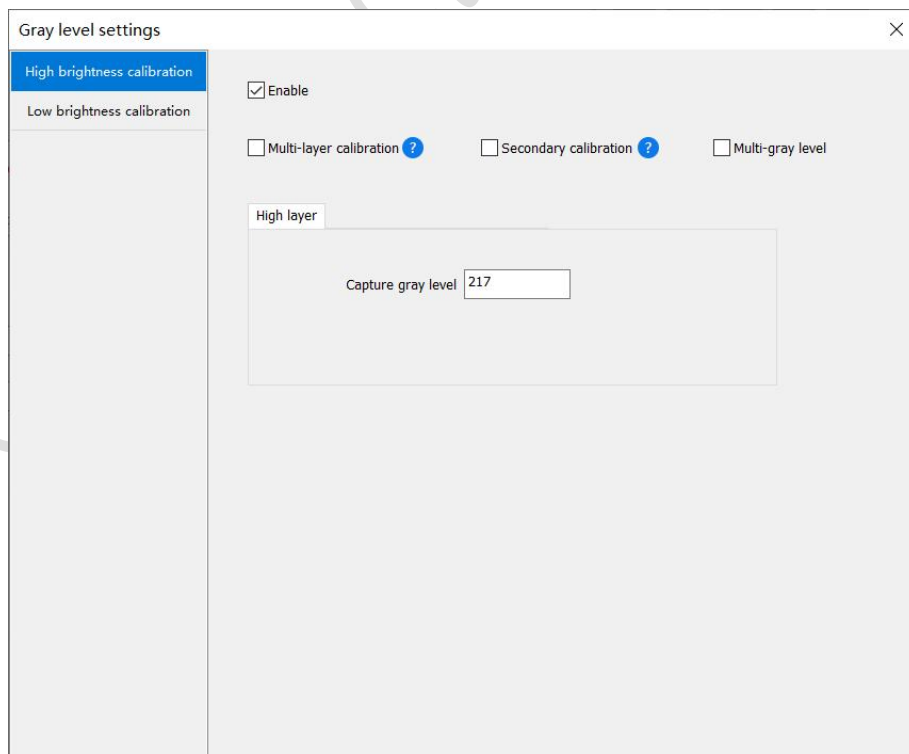 Gray level settings
High brightness calibration
Low brightness calibration
Enable
Multi-layer calibration ?
Secondary calibration ?
Multi-gray level
High layer
Capture gray level 217